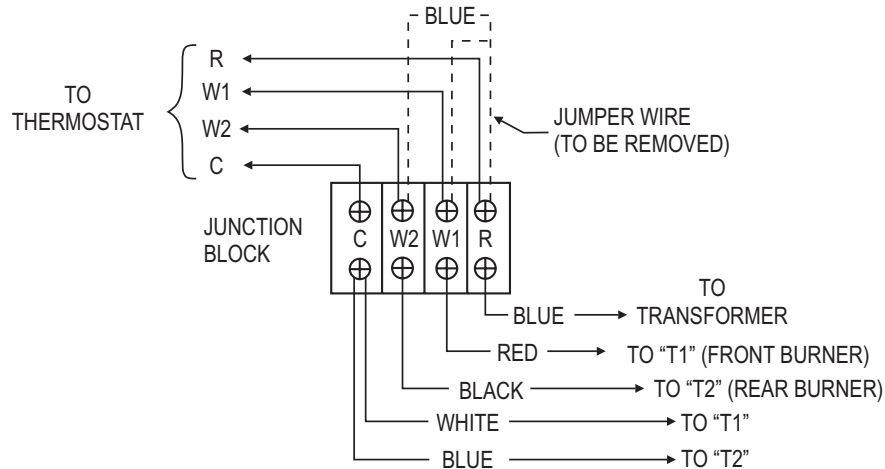 BLUE
R
W1
W2
C
TO
THERMOSTAT
JUMPER WIRE
(TO BE REMOVED)
JUNCTION
BLOCK
C W2 W1 R
BLUE
TO
TRANSFORMER
RED
TO “T1” (FRONT BURNER)
BLACK
TO “T2” (REAR BURNER)
WHITE
TO “T1”
BLUE
TO “T2”